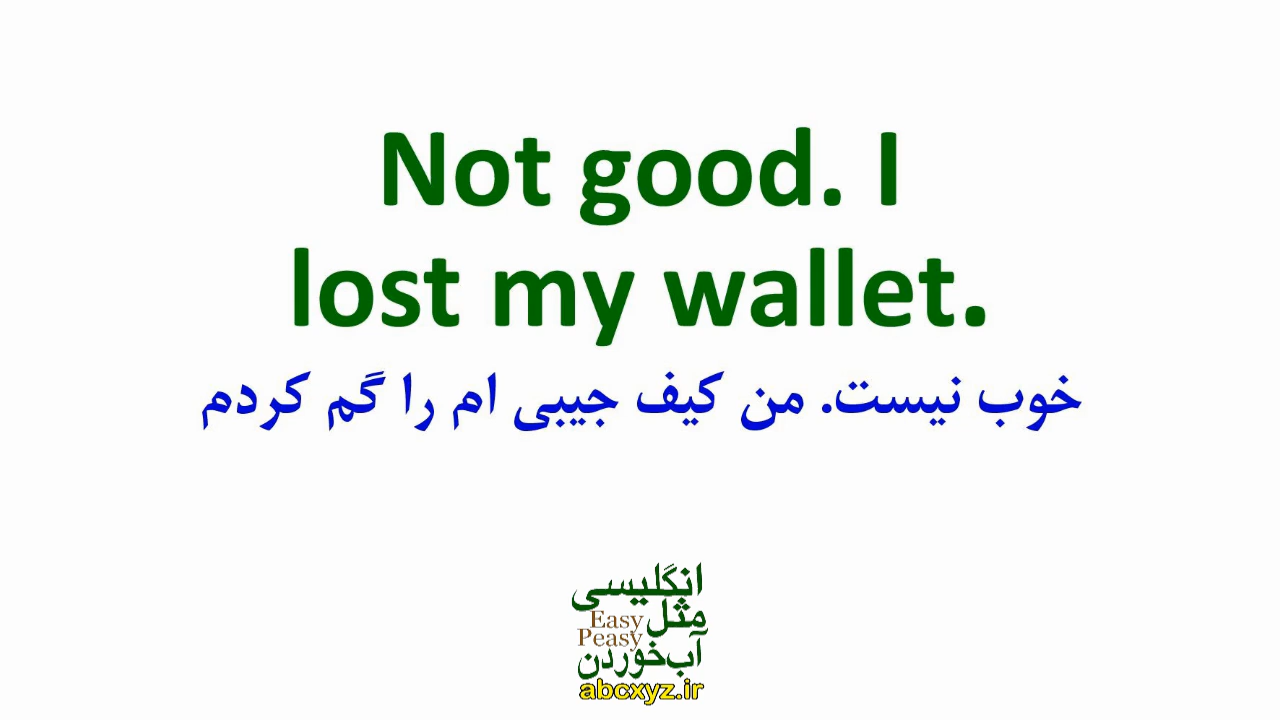 Not good. I
lost my wallet.
خوب نیست. من کیف جیبی ام را گم کردم
انگلیسی
مثل
Easy
Peasy
آب‌خوردن
abcxyz.ir